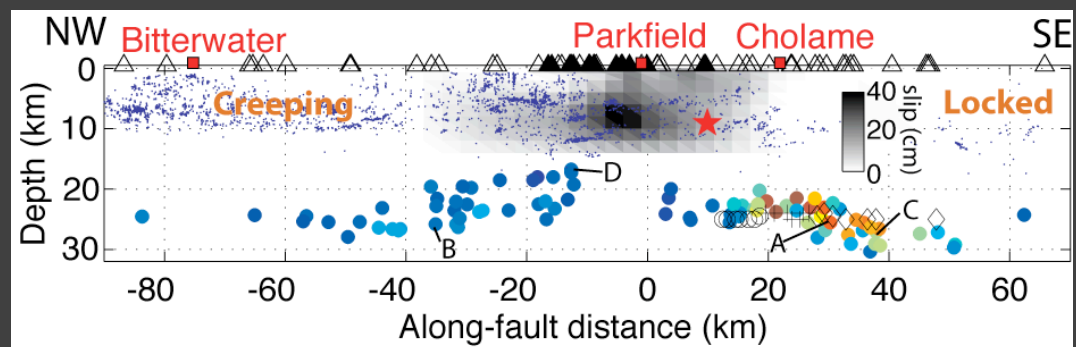 NW Bitterwater Parkfield Cholame SE
0
Creeping
40
Locked
10
20
slip (cm)
0
D
20
C
A
30
B
Depth (km)
-80 -60 -40 -20 0 20 40 60
Along-fault distance (km)